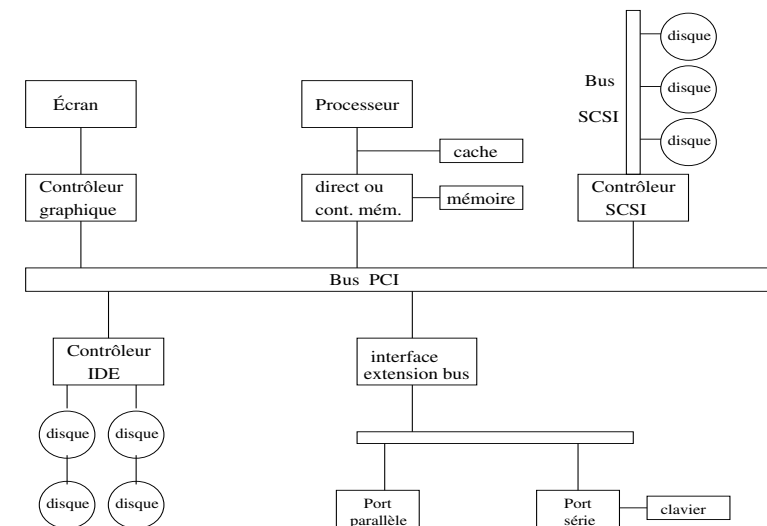 disque
Bus
SCSI
disque
disque
Écran
Processeur
cache
Contrôleur
graphique
direct ou
cont. mém.
mémoire
Contrôleur
SCSI
Bus PCI
Contrôleur
IDE
interface
extension bus
disque
disque
disque
disque
Port
parallèle
Port
série
clavier